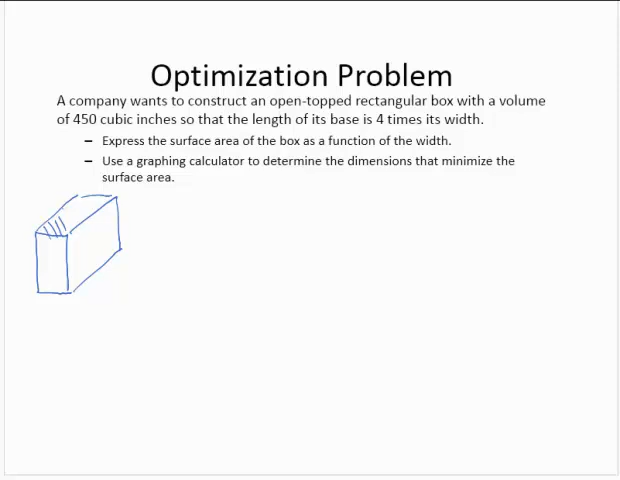 Optimization Problem
A company wants to construct an open-topped rectangular box with a volume
of 450 cubic inches so that the length of its base is 4 times its width.
– Express the surface area of the box as a function of the width.
– Use a graphing calculator to determine the dimensions that minimize the
surface area.